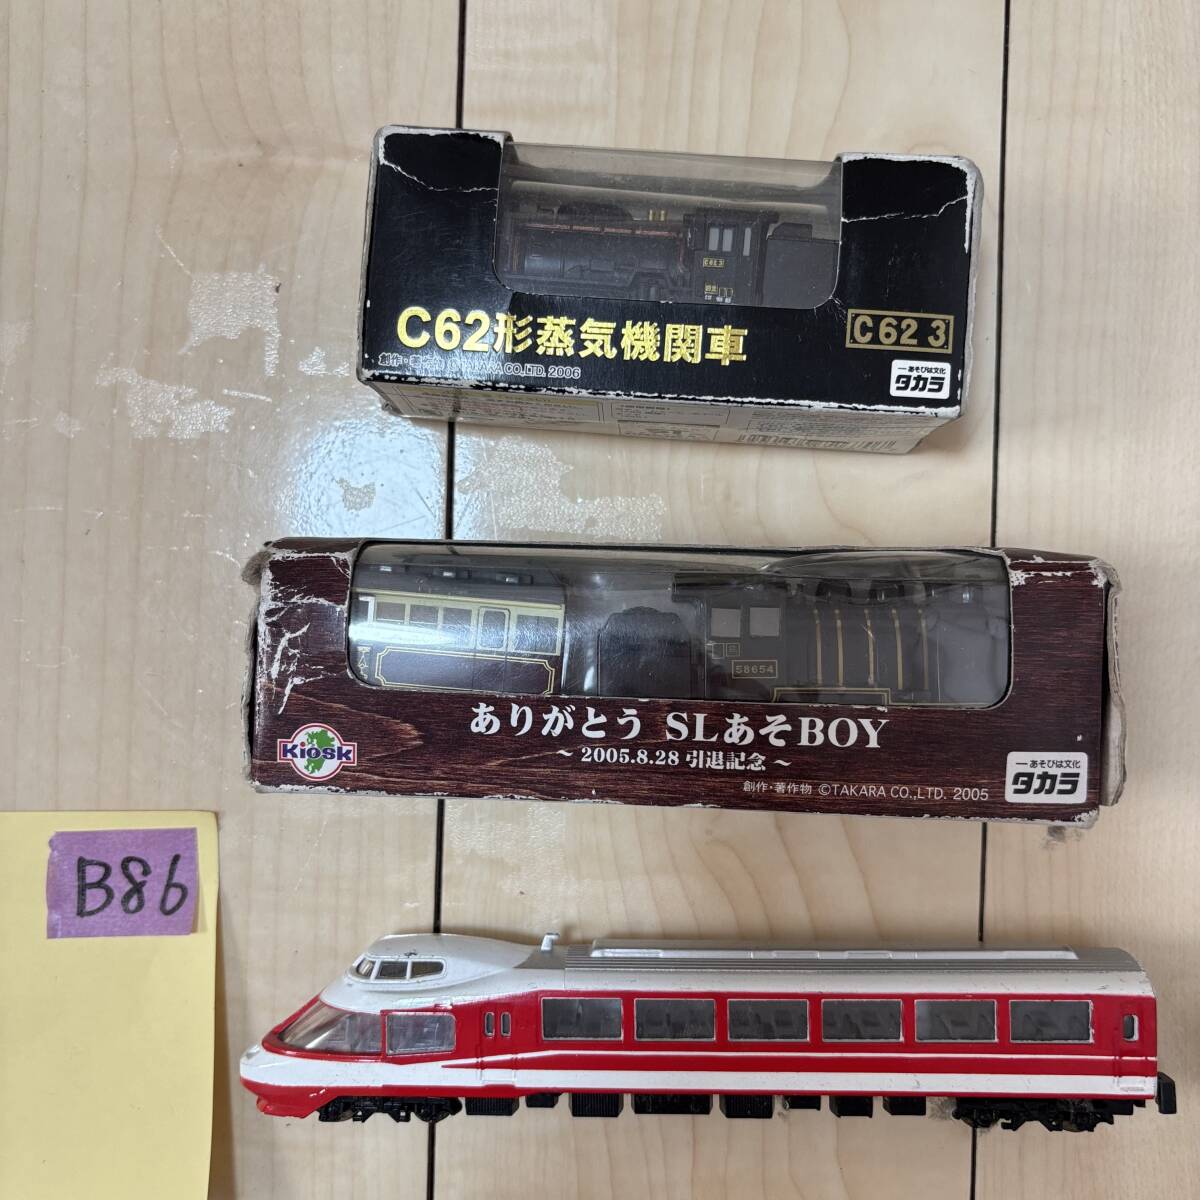 C62 3
C62形蒸気機関車
C62 3
創作・著作物 ©TAKARA CO.,LTD. 2006
あそびは文化
タカラ
58654
ありがとう SLあそBOY
～2005.8.28 引退記念～
Kiosk
創作・著作物 ©TAKARA CO.,LTD. 2005
あそびは文化
タカラ
B86